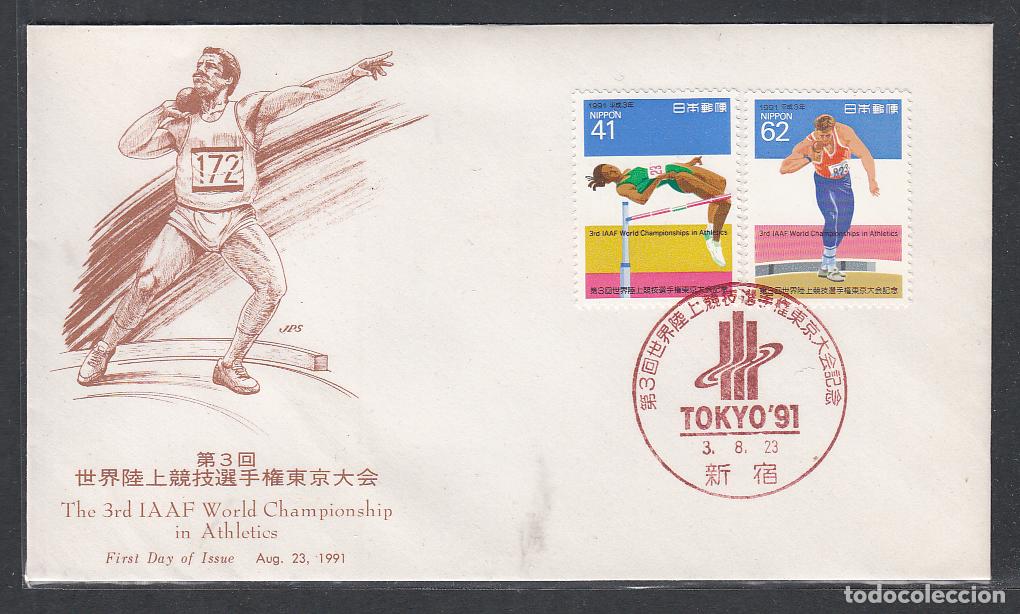 172
JPS
第3回
世界陸上競技選手権東京大会
The 3rd IAAF World Championship
in Athletics
First Day of Issue Aug. 23, 1991
1991 平成3年
日本郵便
NIPPON
41
23
3rd IAAF World Championships in Athletics
第3回世界陸上競技選手権東京大会記念
1991 平成3年
日本郵便
NIPPON
62
823
3rd IAAF World Championships in Athletics
第3回世界陸上競技選手権東京大会記念
第3回世界陸上競技選手権東京大会記念
TOKYO'91
3. 8. 23
新宿
todocoleccion